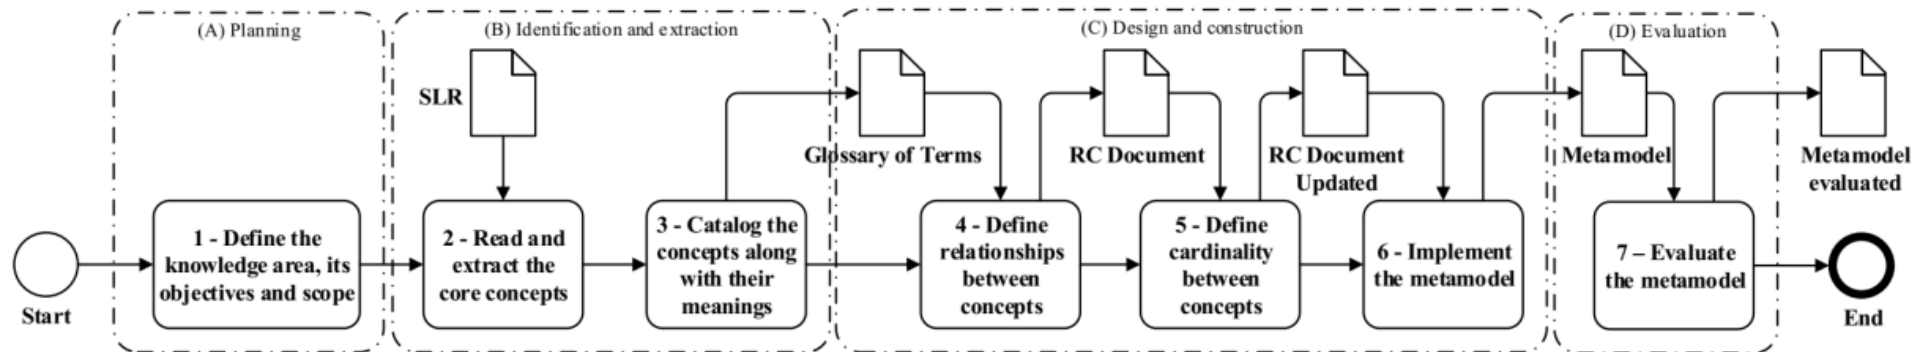 (A) Planning
(B) Identification and extraction
(C) Design and construction
(D) Evaluation
SLR
Glossary of Terms
RC Document
RC Document
Updated
Metamodel
Metamodel
evaluated
Start
1 - Define the
knowledge area, its
objectives and scope
2 - Read and
extract the
core concepts
3 - Catalog the
concepts along
with their
meanings
4 - Define
relationships
between
concepts
5 - Define
cardinality
between
concepts
6 - Implement
the metamodel
7 – Evaluate
the metamodel
End